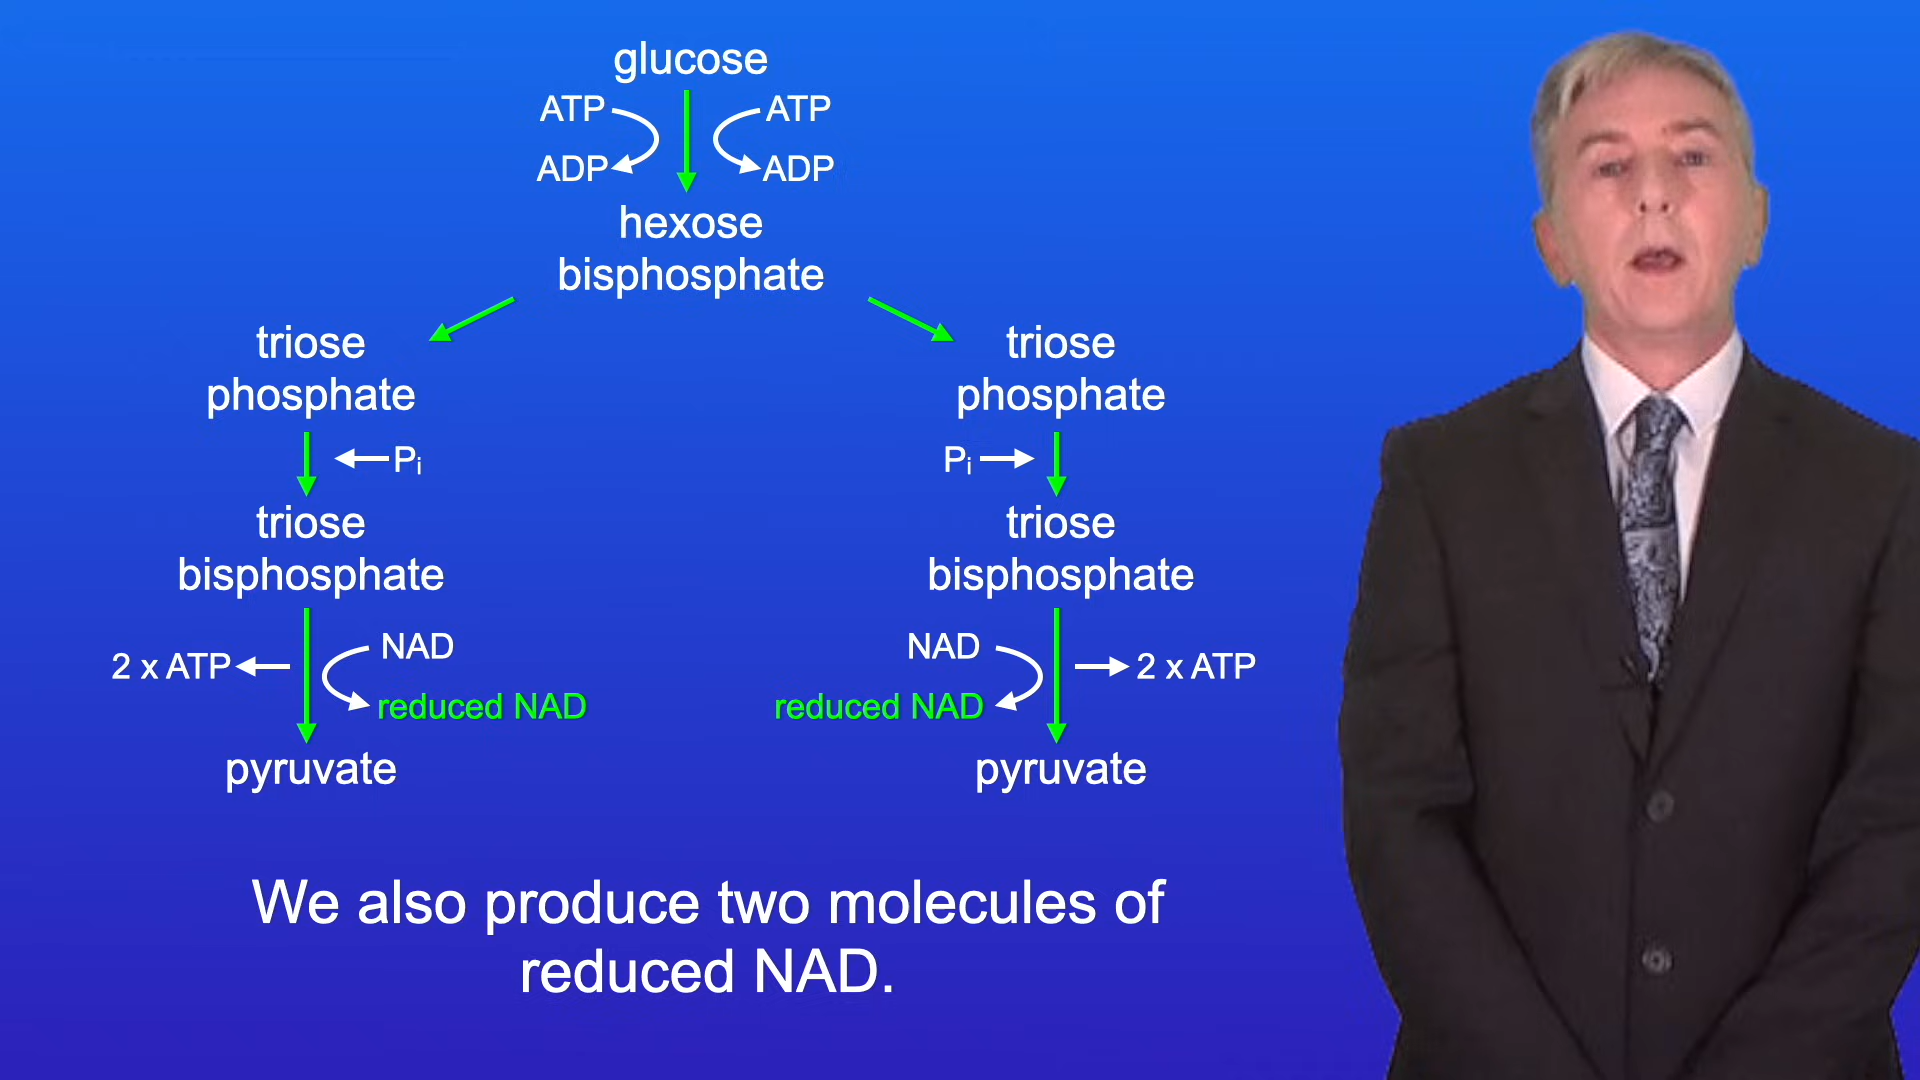 glucose
ATP
ATP
ADP
ADP
hexose
bisphosphate
triose
phosphate
triose
phosphate
Pi
Pi
triose
bisphosphate
triose
bisphosphate
2 x ATP
NAD
reduced NAD
NAD
reduced NAD
2 x ATP
pyruvate
pyruvate
We also produce two molecules of
reduced NAD.